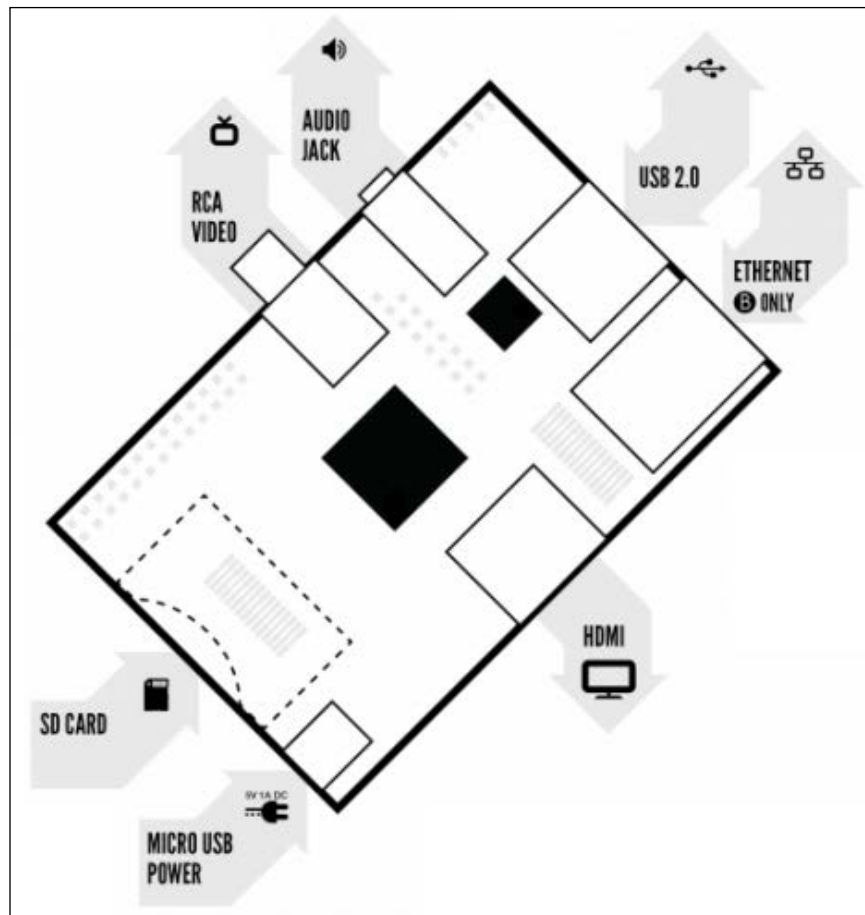 AUDIO
JACK
RCA
VIDEO
USB 2.0
ETHERNET
B ONLY
HDMI
SD CARD
5V 1A DC
MICRO USB
POWER